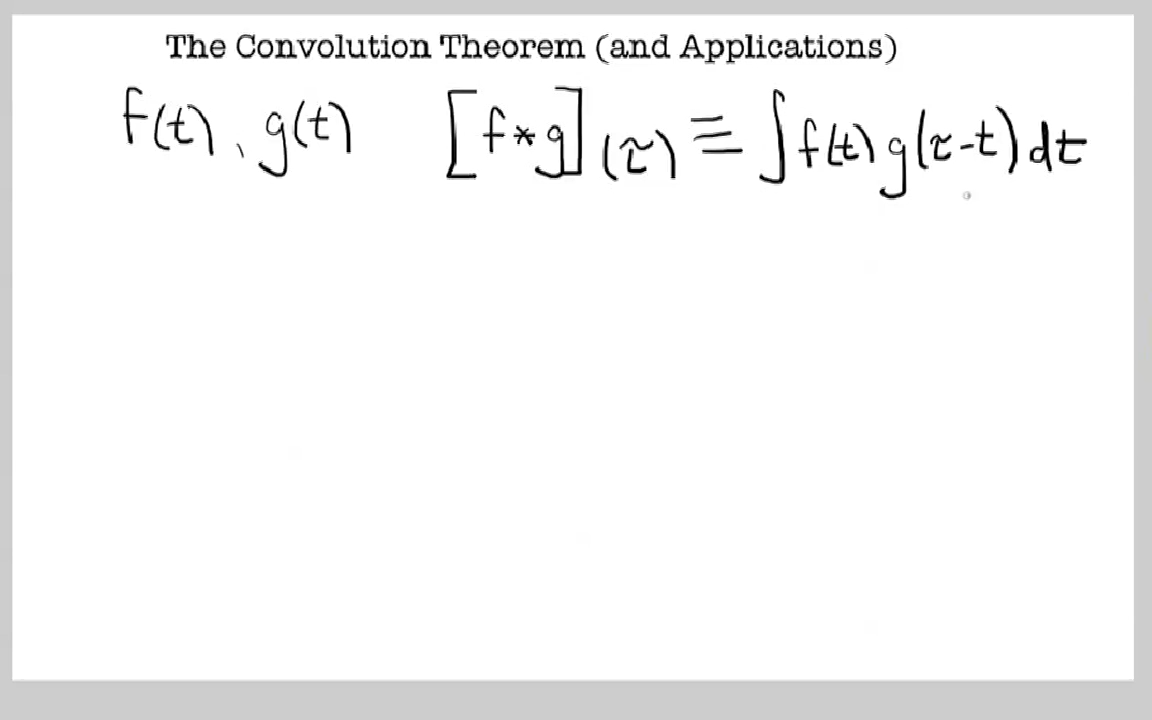 The Convolution Theorem (and Applications)
f(t), g(t) [f*g](τ) ≡ ∫f(t)g(τ-t)dt